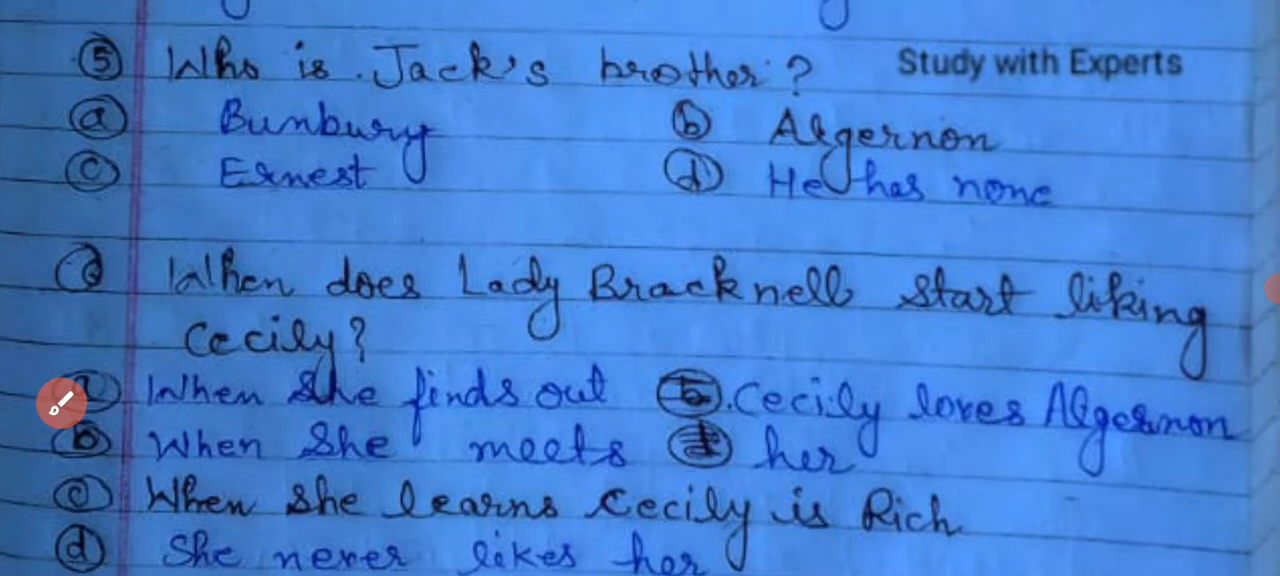 ⑤ Who is Jack's brother? Study with Experts
ⓐ Bunbury ⓑ Algernon
ⓒ Ernest ⓓ He has none
When does Lady Bracknell start liking
Cecily?
When she finds out Cecily loves Algernon
ⓑ When She meets her
ⓒ When she learns Cecily is Rich
ⓓ She never likes her